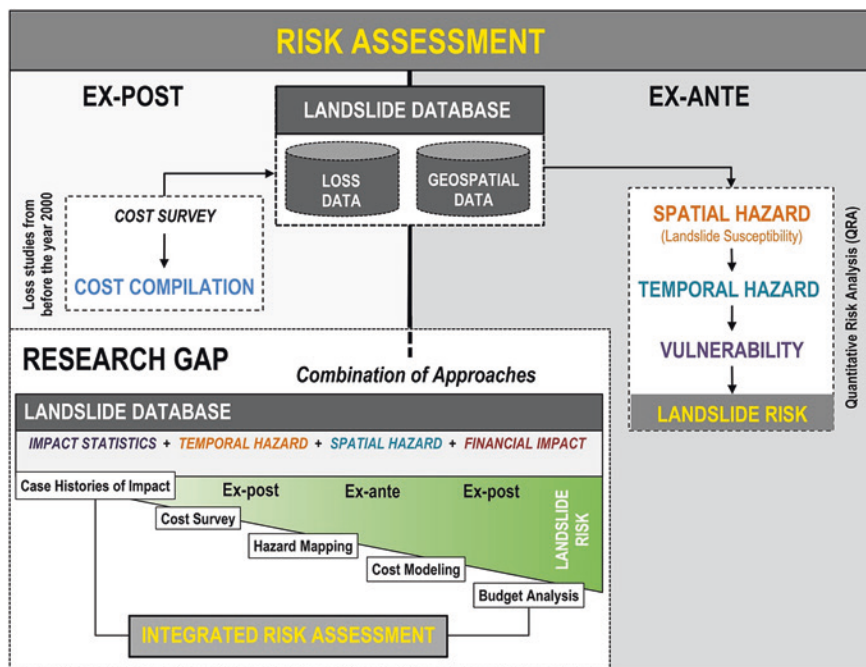 RISK ASSESSMENT
EX-POST
LANDSLIDE DATABASE
LOSS
DATA
GEOSPATIAL
DATA
EX-ANTE
Loss studies from
before the year 2000
COST SURVEY
COST COMPILATION
SPATIAL HAZARD
(Landslide Susceptibility)
TEMPORAL HAZARD
VULNERABILITY
LANDSLIDE RISK
Quantitative Risk Analysis (QRA)
RESEARCH GAP
Combination of Approaches
LANDSLIDE DATABASE
IMPACT STATISTICS + TEMPORAL HAZARD + SPATIAL HAZARD + FINANCIAL IMPACT
Case Histories of Impact
Ex-post
Ex-ante
Ex-post
LANDSLIDE
RISK
Cost Survey
Hazard Mapping
Cost Modeling
Budget Analysis
INTEGRATED RISK ASSESSMENT